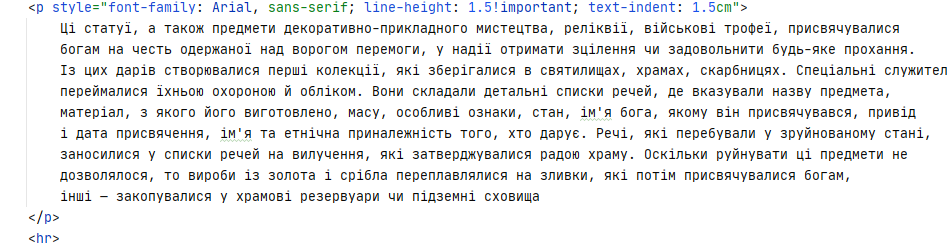 <p style="font-family: Arial, sans-serif; line-height: 1.5!important; text-indent: 1.5cm">
Ці статуї, а також предмети декоративно-прикладного мистецтва, реліквії, військові трофеї, присвячувалися
богам на честь одержаної над ворогом перемоги, у надії отримати зцілення чи задовольнити будь-яке прохання.
Із цих дарів створювалися перші колекції, які зберігалися в святилищах, храмах, скарбницях. Спеціальні служител
переймалися їхньою охороною й обліком. Вони складали детальні списки речей, де вказували назву предмета,
матеріал, з якого його виготовлено, масу, особливі ознаки, стан, ім'я бога, якому він присвячувався, привід
і дата присвячення, ім'я та етнічна приналежність того, хто дарує. Речі, які перебували у зруйнованому стані,
заносилися у списки речей на вилучення, які затверджувалися радою храму. Оскільки руйнувати ці предмети не
дозволялося, то вироби із золота і срібла переплавлялися на зливки, які потім присвячувалися богам,
інші – закопувалися у храмові резервуари чи підземні сховища
</p>
<hr>